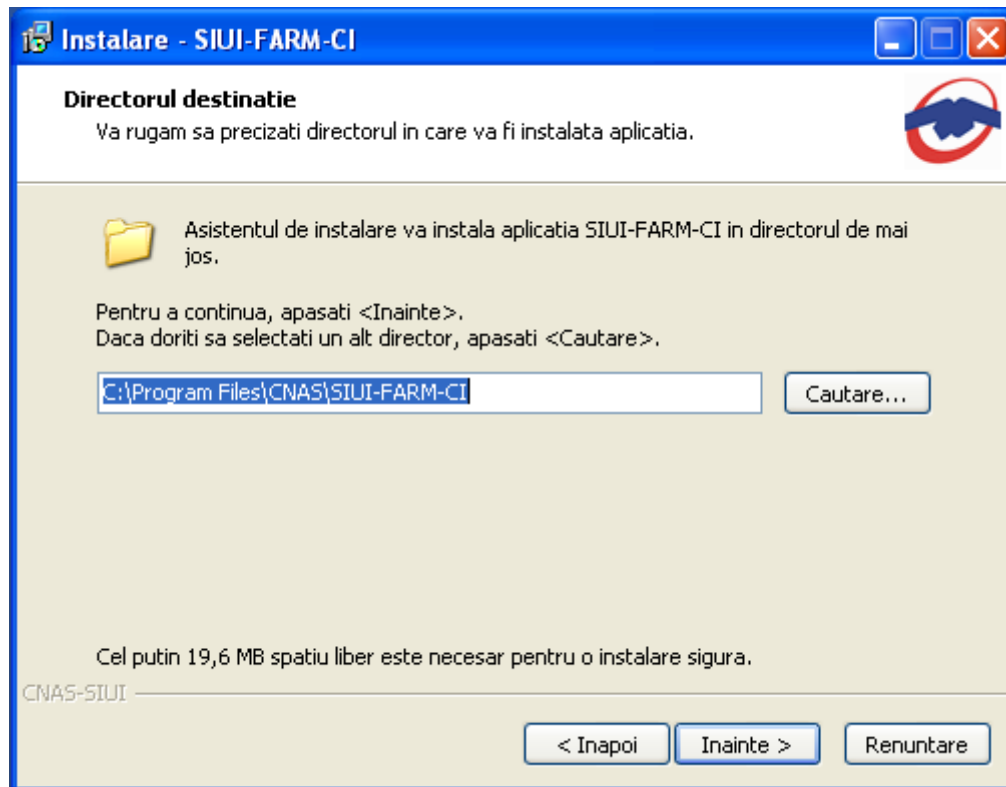 Instalare - SIUI-FARM-CI
Directorul destinatie
Va rugam sa precizati directorul in care va fi instalata aplicatia.
Asistentul de instalare va instala aplicatia SIUI-FARM-CI in directorul de mai
jos.
Pentru a continua, apasati <Inainte>.
Daca doriti sa selectati un alt director, apasati <Cautare>.
C:\Program Files\CNAS\SIUI-FARM-CI
Cautare...
Cel putin 19,6 MB spatiu liber este necesar pentru o instalare sigura.
CNAS-SIUI
< Inapoi
Inainte >
Renuntare